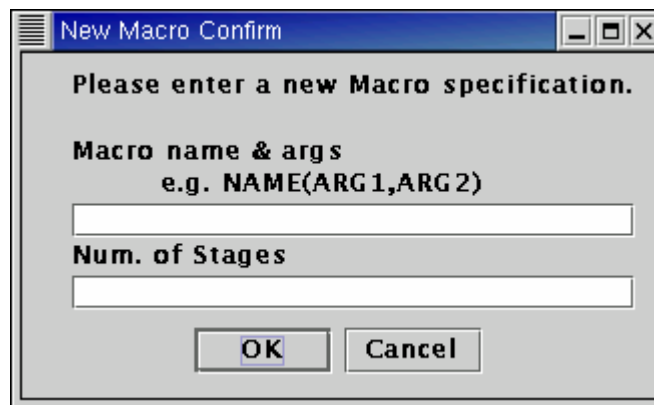 New Macro Confirm
Please enter a new Macro specification.
Macro name & args
e.g. NAME(ARG1,ARG2)
Num. of Stages
OK Cancel